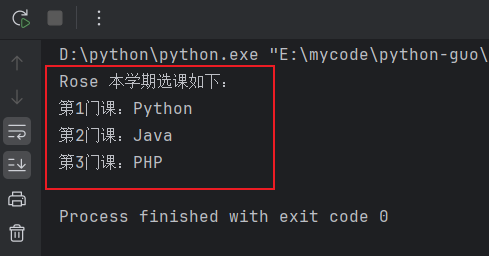 D:\python\python.exe "E:\mycode\python-guo\
Rose 本学期选课如下：
第1门课：Python
第2门课：Java
第3门课：PHP
Process finished with exit code 0